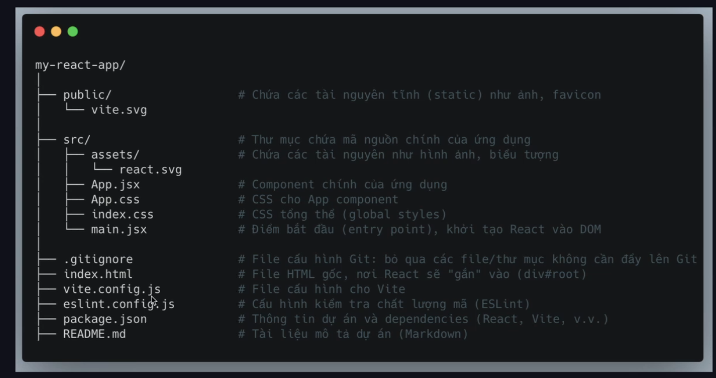 my-react-app/
│
├── public/ # Chứa các tài nguyên tĩnh (static) như ảnh, favicon
│   └── vite.svg
│
├── src/ # Thư mục chứa mã nguồn chính của ứng dụng
│   ├── assets/ # Chứa các tài nguyên như hình ảnh, biểu tượng
│   │   └── react.svg
│   ├── App.jsx # Component chính của ứng dụng
│   ├── App.css # CSS cho App component
│   ├── index.css # CSS tổng thể (global styles)
│   └── main.jsx # Điểm bắt đầu (entry point), khởi tạo React vào DOM
│
├── .gitignore # File cấu hình Git: bỏ qua các file/thư mục không cần đẩy lên Git
├── index.html # File HTML gốc, nơi React sẽ "gắn" vào (div#root)
├── vite.config.js # File cấu hình cho Vite
├── eslint.config.js # Cấu hình kiểm tra chất lượng mã (ESLint)
├── package.json # Thông tin dự án và dependencies (React, Vite, v.v.)
├── README.md # Tài liệu mô tả dự án (Markdown)